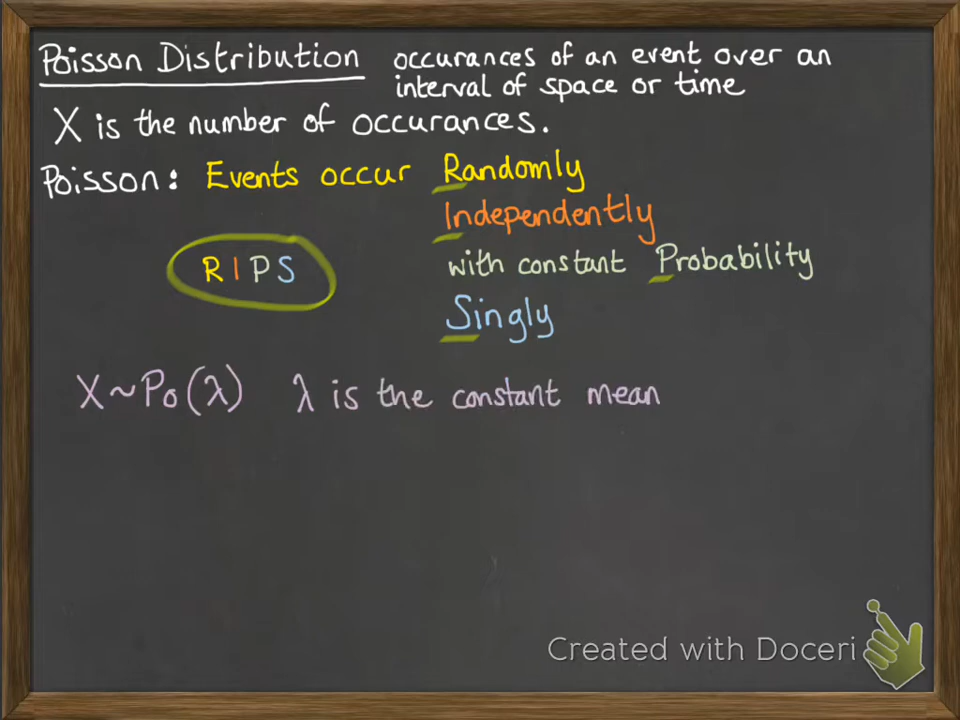 Poisson Distribution occurances of an event over an
interval of space or time
X is the number of occurances.
Poisson: Events occur Randomly
Independently
with constant Probability
RIPS
Singly
X~Po(λ) λ is the constant mean
Created with Doceri